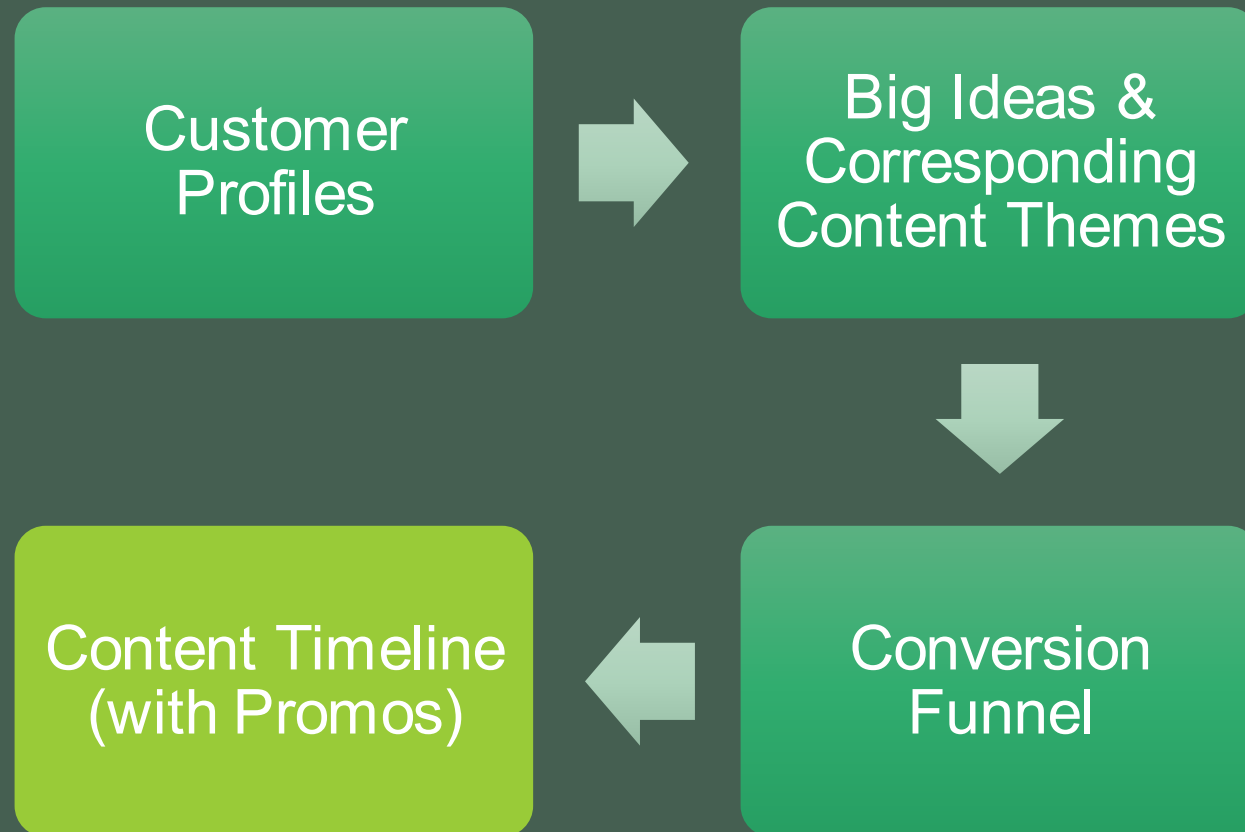 Customer
Profiles
Big Ideas &
Corresponding
Content Themes
Content Timeline
(with Promos)
Conversion
Funnel